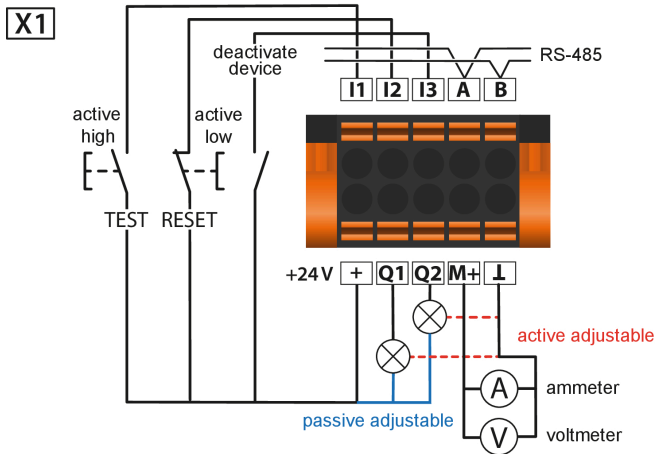 X1
deactivate
device
RS-485
I1 I2 I3 A B
active
high
active
low
TEST RESET
+24 V + Q1 Q2 M+ ⊥
active adjustable
passive adjustable
A ammeter
V voltmeter